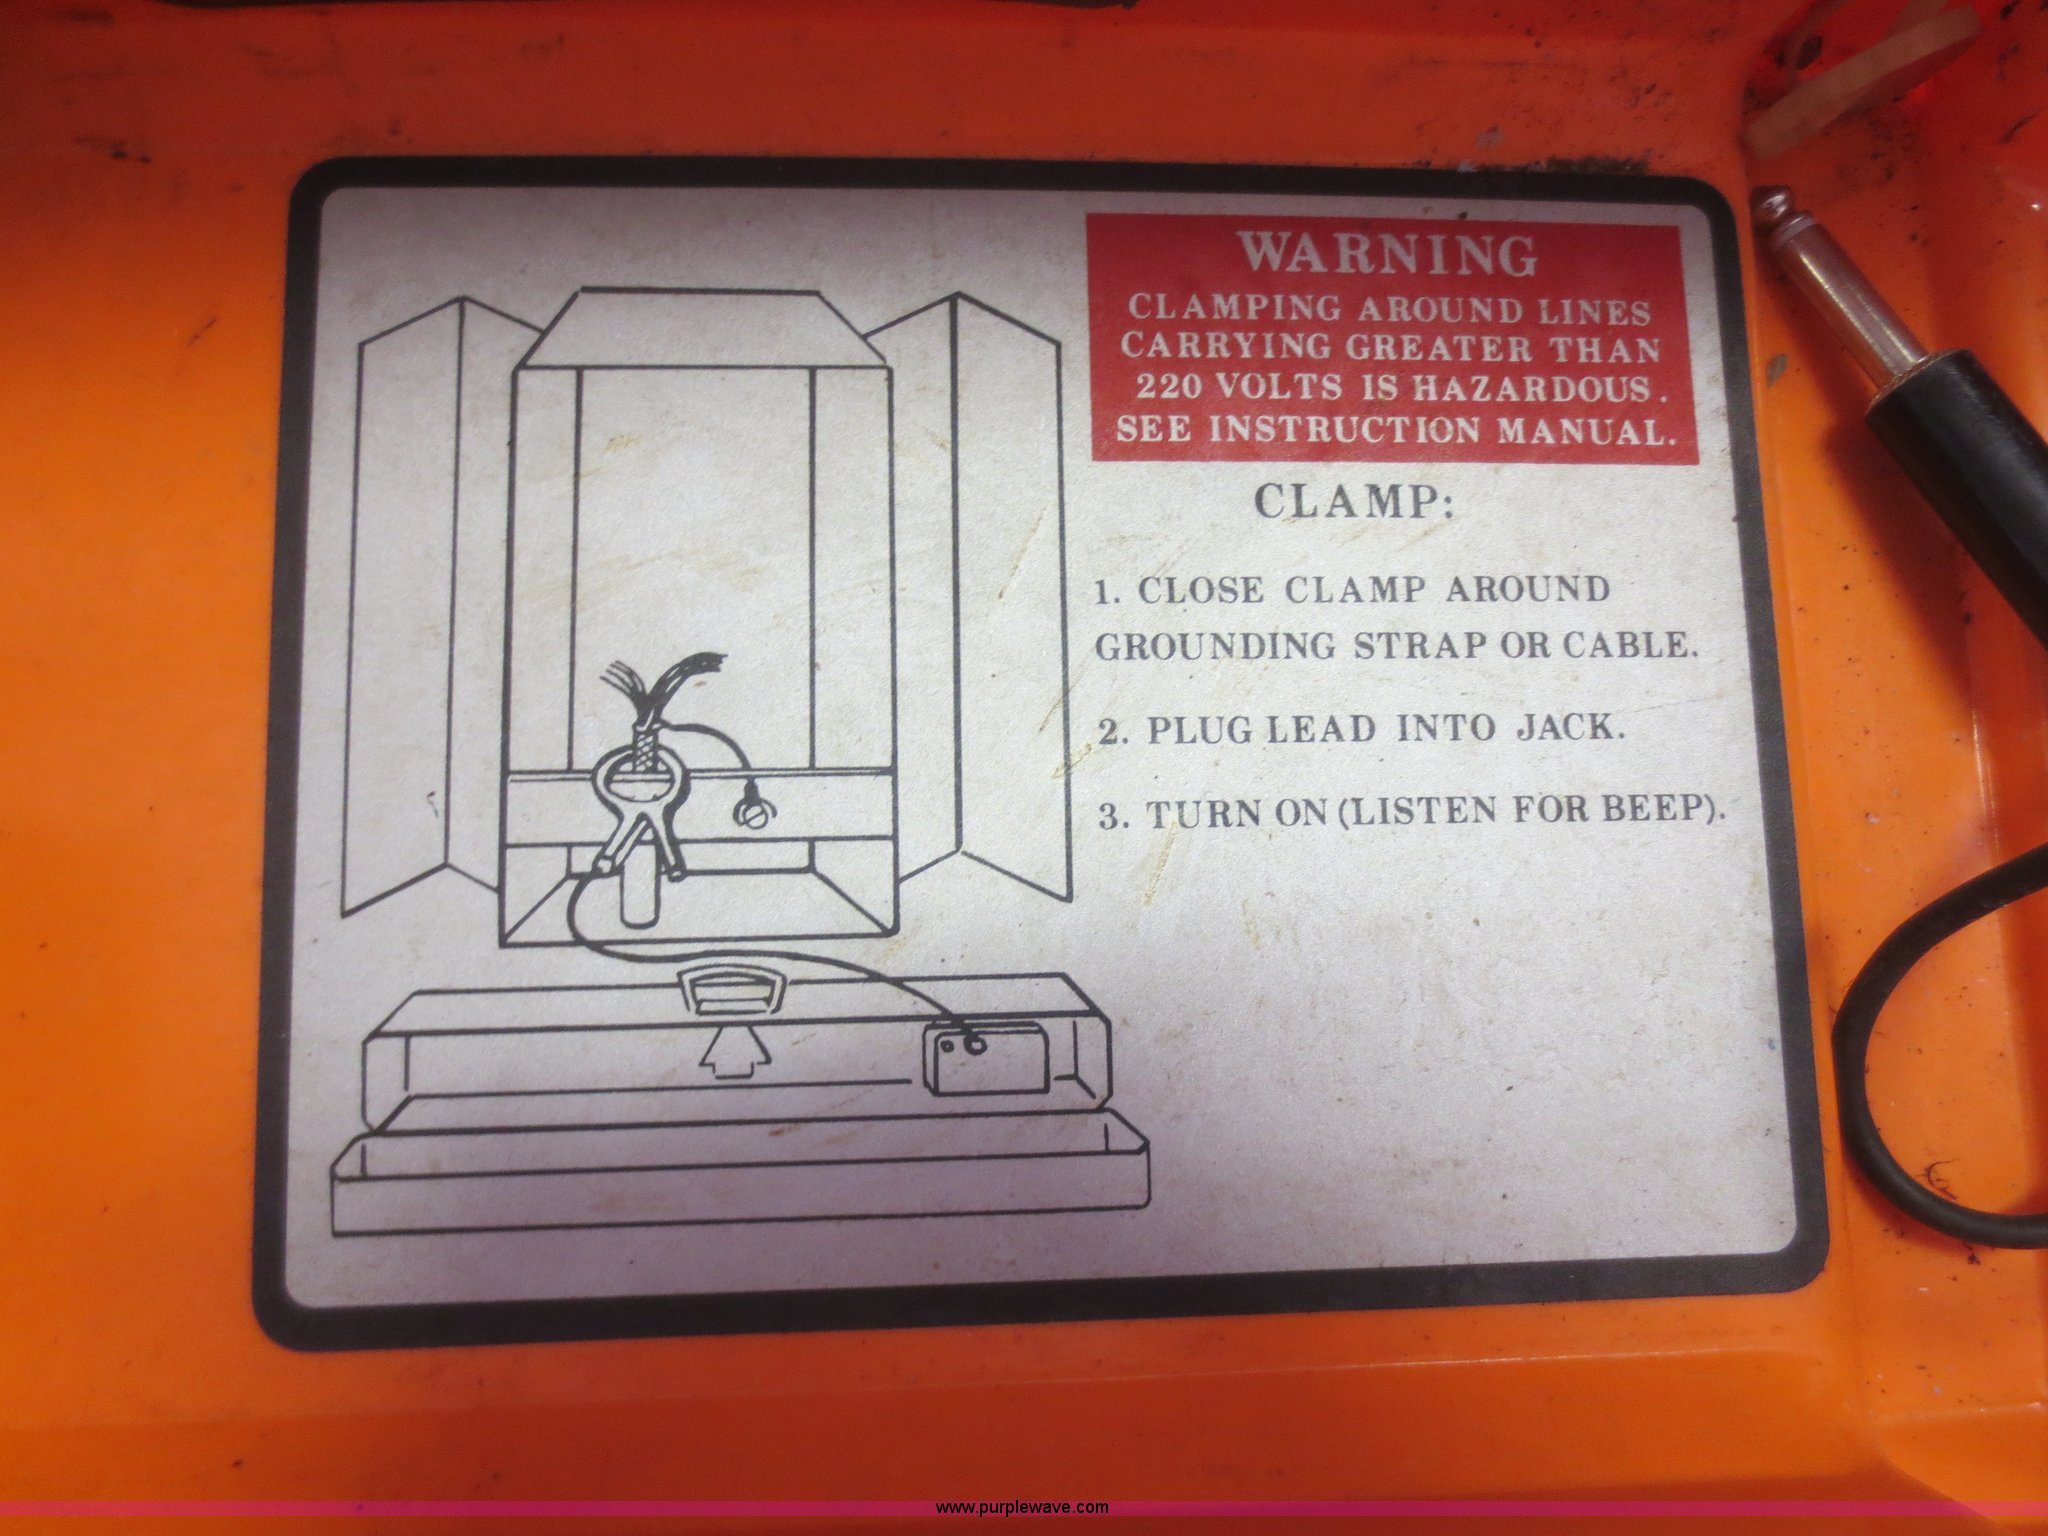 WARNING
CLAMPING AROUND LINES
CARRYING GREATER THAN
220 VOLTS IS HAZARDOUS.
SEE INSTRUCTION MANUAL.
CLAMP:
1. CLOSE CLAMP AROUND
GROUNDING STRAP OR CABLE.
2. PLUG LEAD INTO JACK.
3. TURN ON (LISTEN FOR BEEP).
www.purplewave.com